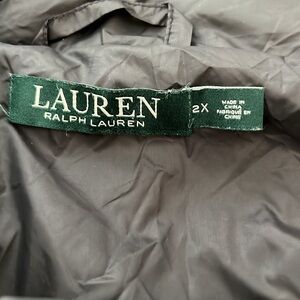 LAUREN
RALPH LAUREN
2X
MADE IN
CHINA
FABRIQUÉ EN
CHINE